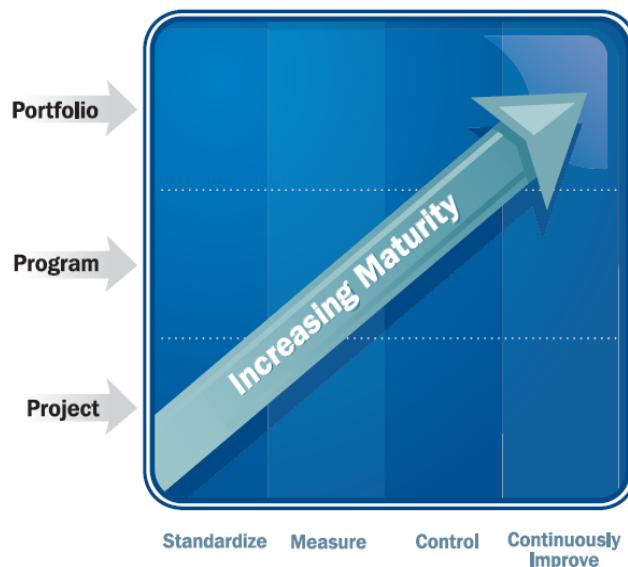 Portfolio
Program
Project
Increasing Maturity
Standardize
Measure
Control
Continuously
Improve